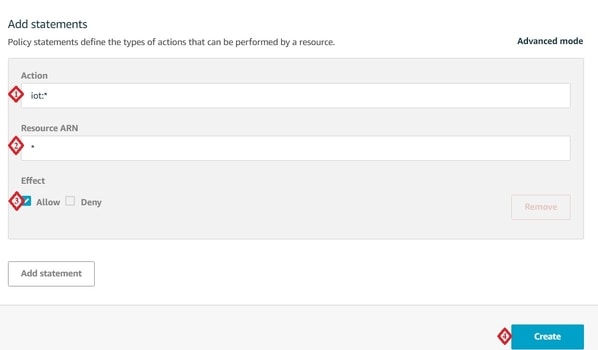 Add statements
Policy statements define the types of actions that can be performed by a resource.
Advanced mode
Action
1
iot:*
Resource ARN
2
*
Effect
3
Allow
Deny
Remove
Add statement
4
Create